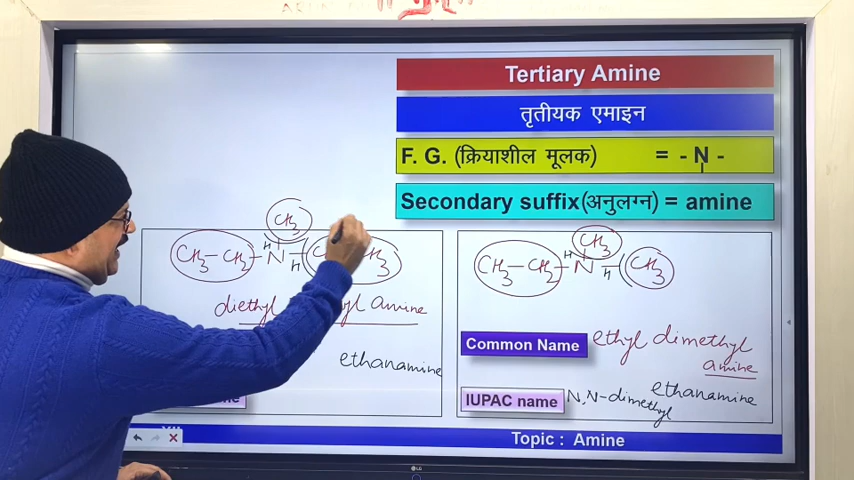 Tertiary Amine
तृतीयक एमाइन
F. G. (क्रियाशील मूलक) = - N -
Secondary suffix(अनुलग्न) = amine
CH3
CH3-CH2-N-
H
H
diethyl
amine
ethanamine
CH3
CH3-CH2-N-CH3
H
H
Common Name ethyl dimethyl
amine
IUPAC name N, N-dimethyl
ethanamine
Topic : Amine
LG